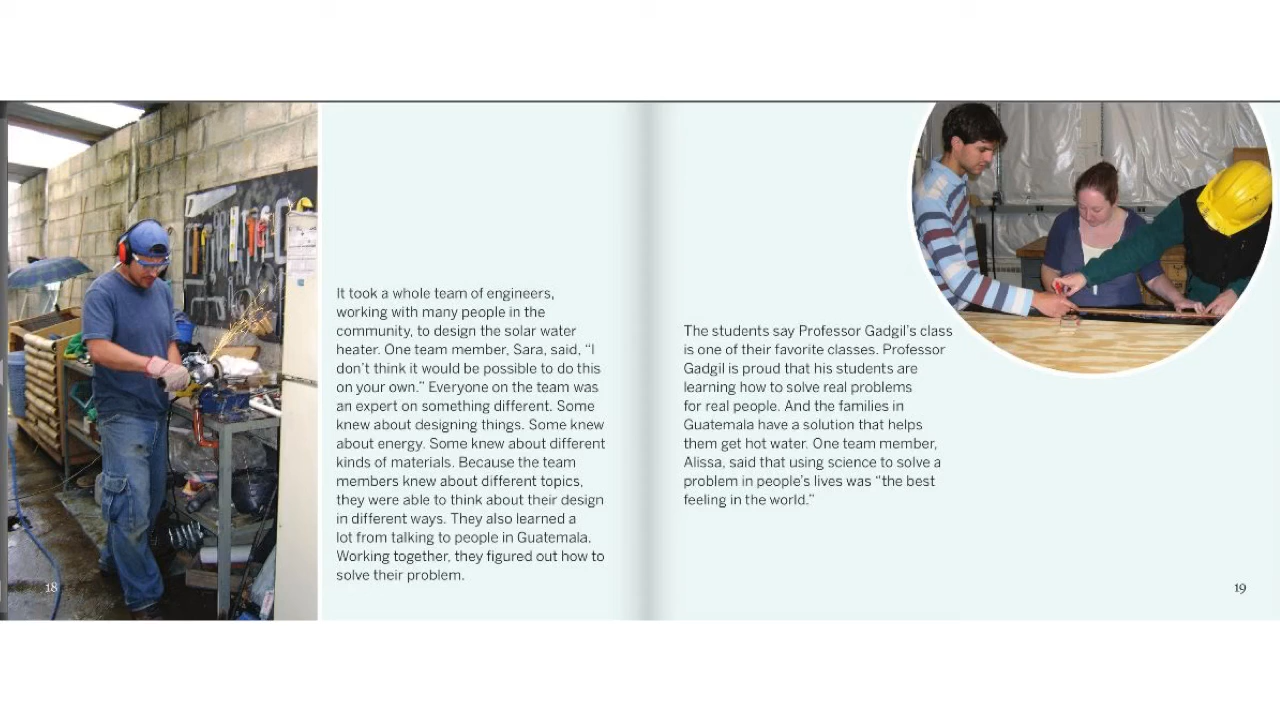 It took a whole team of engineers,
working with many people in the
community, to design the solar water
heater. One team member, Sara, said, “I
don’t think it would be possible to do this
on your own.” Everyone on the team was
an expert on something different. Some
knew about designing things. Some knew
about energy. Some knew about different
kinds of materials. Because the team
members knew about different topics,
they were able to think about their design
in different ways. They also learned a
lot from talking to people in Guatemala.
Working together, they figured out how to
solve their problem.
18
The students say Professor Gadgil’s class
is one of their favorite classes. Professor
Gadgil is proud that his students are
learning how to solve real problems
for real people. And the families in
Guatemala have a solution that helps
them get hot water. One team member,
Alissa, said that using science to solve a
problem in people’s lives was “the best
feeling in the world.”
19